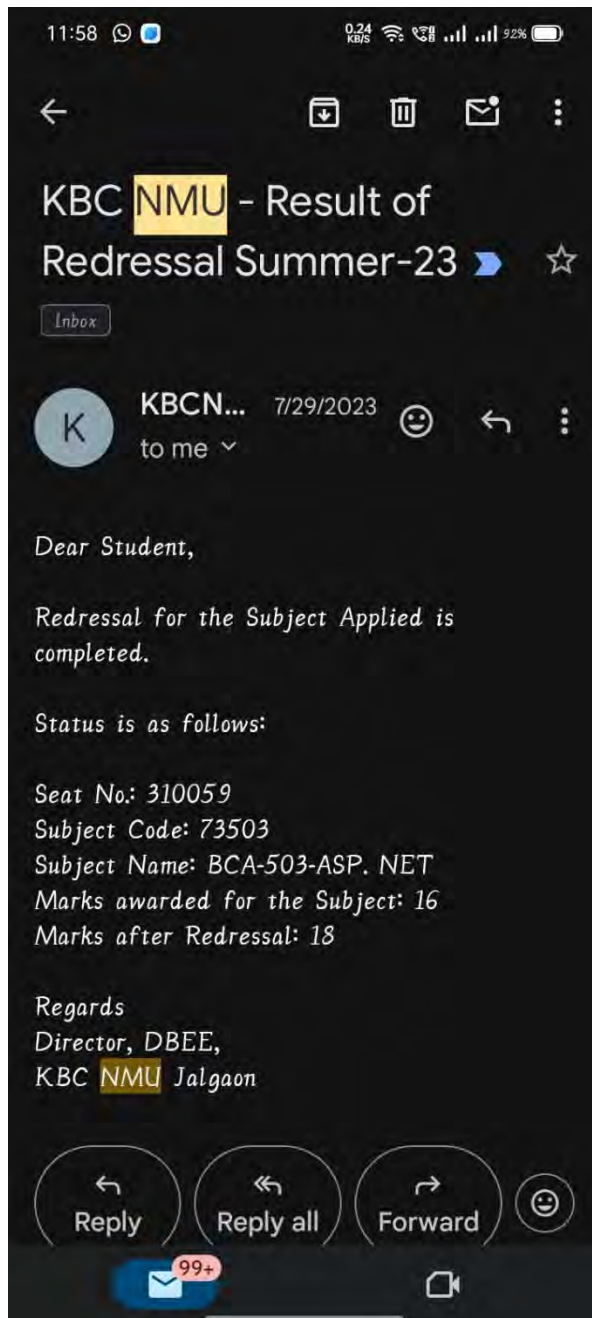 11:58 0.24 KB/S 92%
KBC NMU - Result of
Redressal Summer-23
Inbox
K KBCN... 7/29/2023
to me
Dear Student,
Redressal for the Subject Applied is
completed.
Status is as follows:
Seat No.: 310059
Subject Code: 73503
Subject Name: BCA-503-ASP. NET
Marks awarded for the Subject: 16
Marks after Redressal: 18
Regards
Director, DBEE,
KBC NMU Jalgaon
Reply Reply all Forward
99+